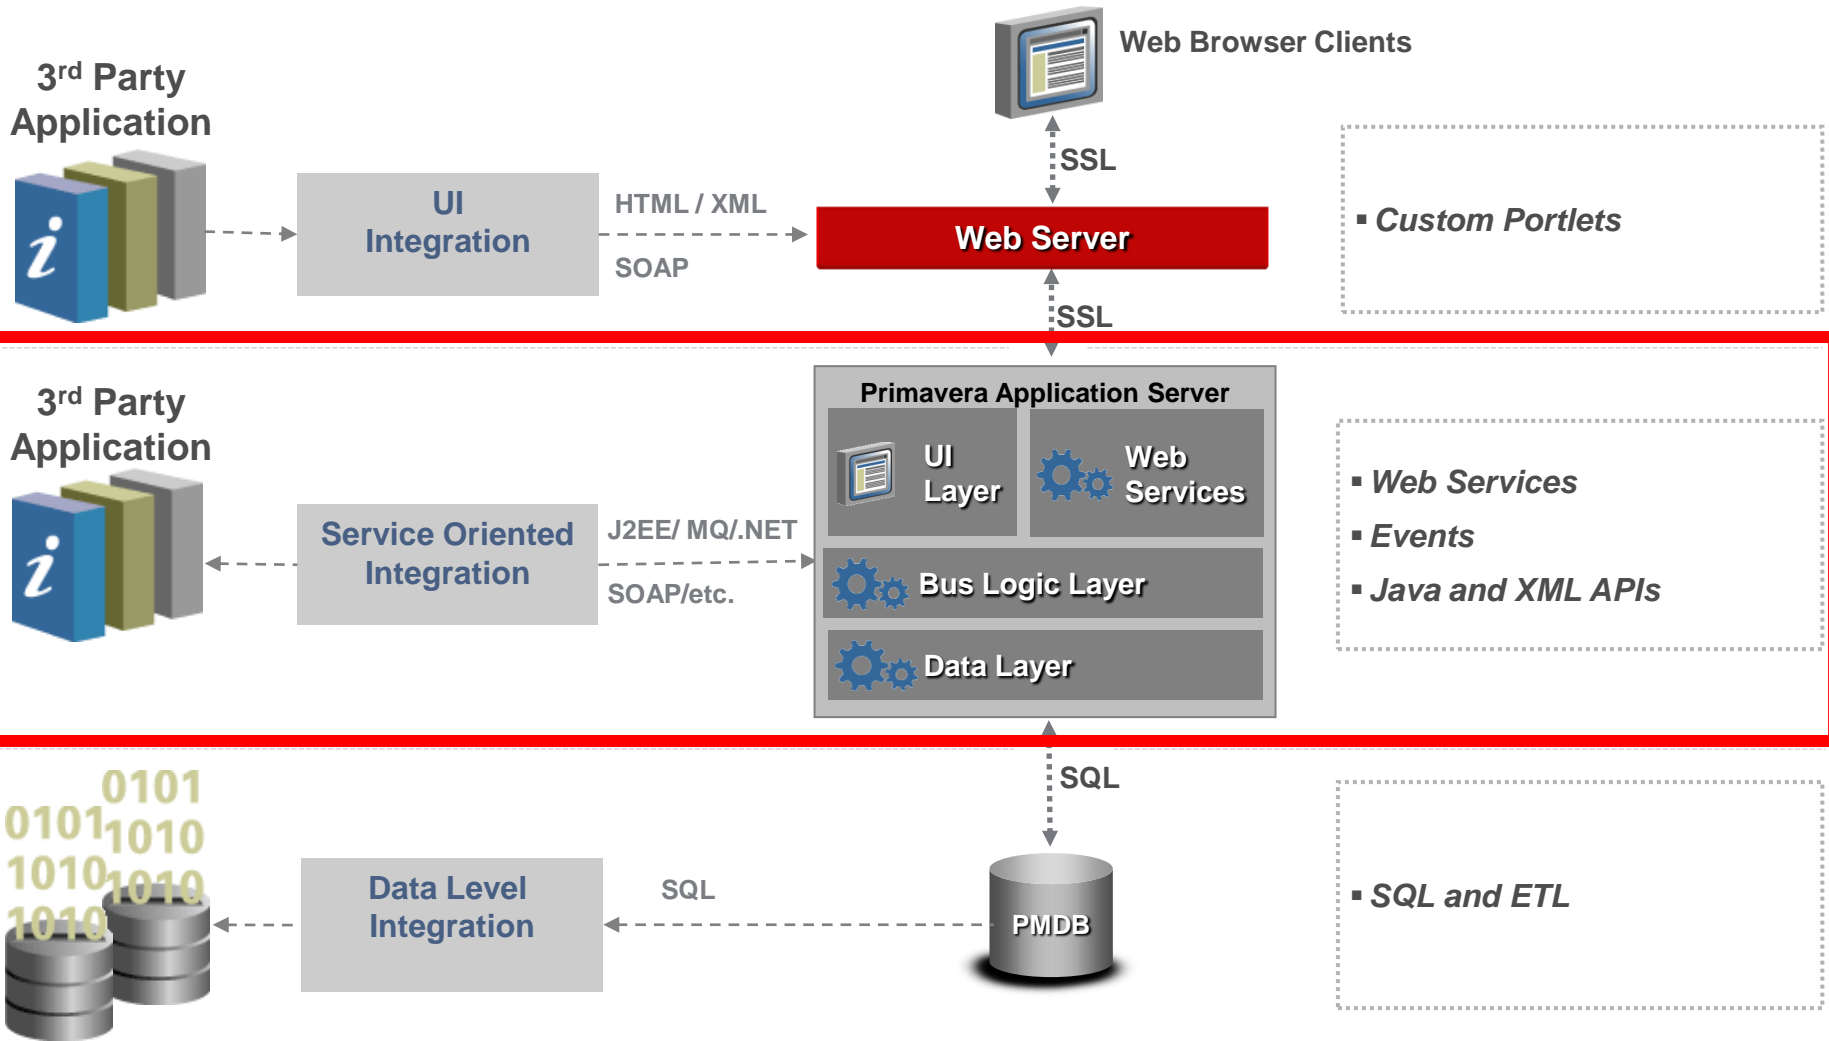 Web Browser Clients
3rd Party
Application
SSL
UI
Integration
HTML / XML
SOAP
Web Server
▪ Custom Portlets
SSL
3rd Party
Application
Primavera Application Server
UI
Layer
Web
Services
Service Oriented
Integration
J2EE/ MQ/.NET
SOAP/etc.
Bus Logic Layer
Data Layer
▪ Web Services
▪ Events
▪ Java and XML APIs
SQL
0101
1010
1010
0101
1010
1010
Data Level
Integration
SQL
PMDB
▪ SQL and ETL